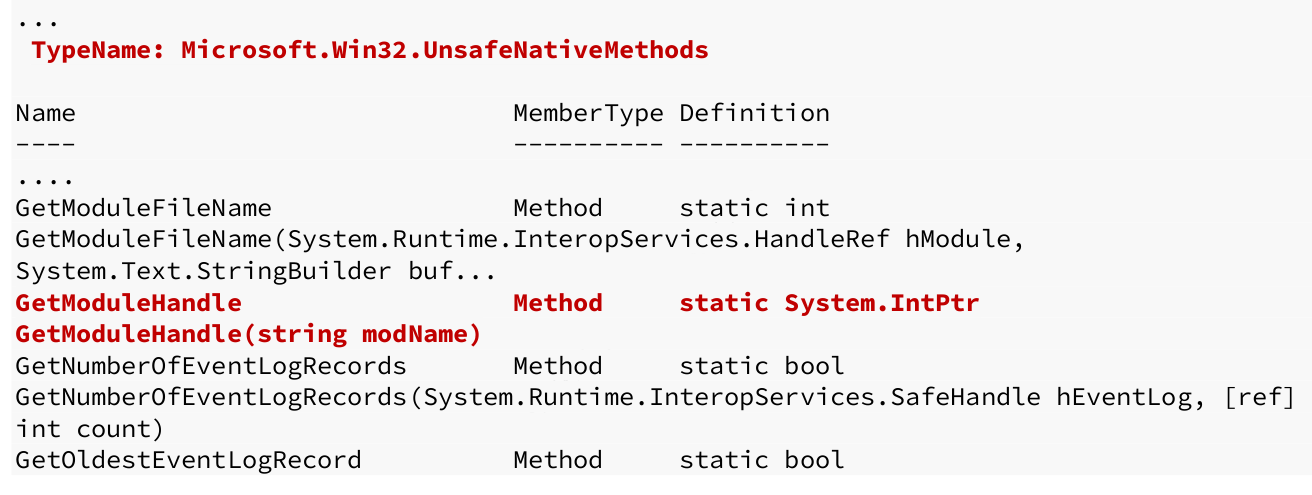 ...
TypeName: Microsoft.Win32.UnsafeNativeMethods
Name MemberType Definition
---- ---------- ----------
....
GetModuleFileName Method static int
GetModuleFileName(System.Runtime.InteropServices.HandleRef hModule,
System.Text.StringBuilder buf...
GetModuleHandle Method static System.IntPtr
GetModuleHandle(string modName)
GetNumberOfEventLogRecords Method static bool
GetNumberOfEventLogRecords(System.Runtime.InteropServices.SafeHandle hEventLog, [ref]
int count)
GetOldestEventLogRecord Method static bool